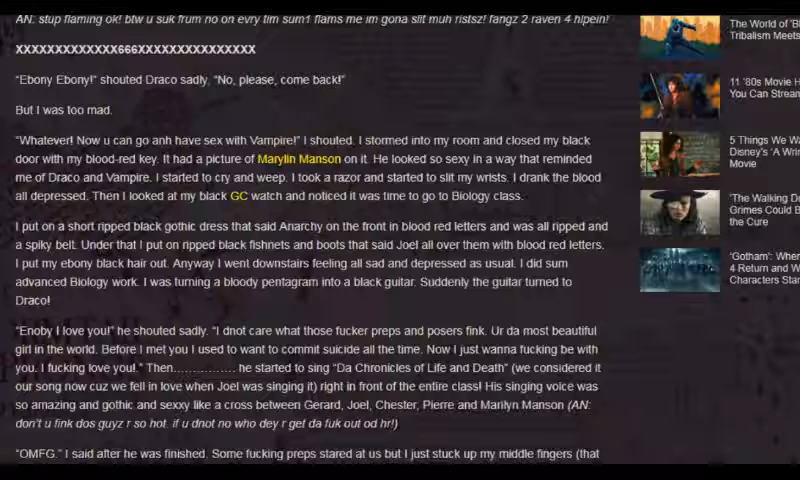 AN: stup flaming ok! btw u suk frum no on evry tim sum1 flams me im gona slit muh ristsz! fangz 2 raven 4 hlpein!
XXXXXXXXXXXXX666XXXXXXXXXXXXXXX
“Ebony Ebony!” shouted Draco sadly, “No, please, come back!”
But I was too mad.
“Whatever! Now u can go anh have sex with Vampire!” I shouted. I stormed into my room and closed my black
door with my blood-red key. It had a picture of Marylin Manson on it. He looked so sexy in a way that reminded
me of Draco and Vampire. I started to cry and weep. I took a razor and started to slit my wrists. I drank the blood
all depressed. Then I looked at my black GC watch and noticed it was time to go to Biology class.
I put on a short ripped black gothic dress that said Anarchy on the front in blood red letters and was all ripped and
a spiky belt. Under that I put on ripped black fishnets and boots that said Joel all over them with blood red letters.
I put my ebony black hair out. Anyway I went downstairs feeling all sad and depressed as usual. I did sum
advanced Biology work. I was turning a bloody pentagram into a black guitar. Suddenly the guitar turned to
Draco!
“Enoby I love you!” he shouted sadly. “I dnot care what those fucker preps and posers fink. Ur da most beautiful
girl in the world. Before I met you I used to want to commit suicide all the time. Now I just wanna fucking be with
you. I fucking love you!.” Then…………… he started to sing “Da Chronicles of Life and Death” (we considered it
our song now cuz we fell in love when Joel was singing it) right in front of the entire class! His singing voice was
so amazing and gothic and sexxy like a cross between Gerard, Joel, Chester, Pierre and Marilyn Manson (AN:
don’t u fink dos guyz r so hot. if u dnot no who dey r get da fuk out od hr!)
“OMFG.” I said after he was finished. Some fucking preps stared at us but I just stuck up my middle fingers (that
The World of 'Bl
Tribalism Meets
11 '80s Movie H
You Can Strean
5 Things We Wa
Disney's 'A Wrin
Movie
'The Walking De
Grimes Could B
the Cure
'Gotham': Wher
4 Return and W
Characters Star